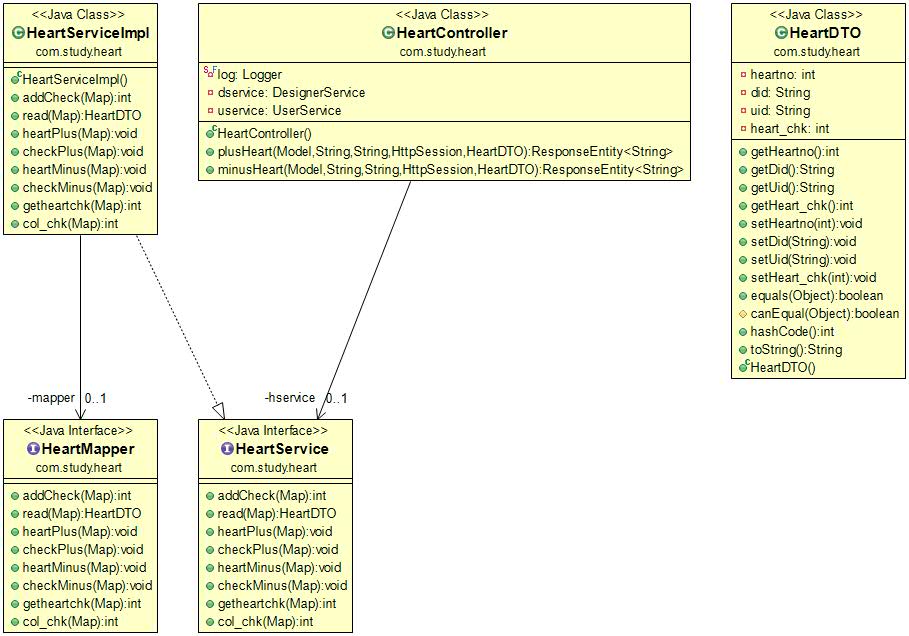 <<Java Class>>
HeartServiceImpl
com.study.heart
HeartServiceImpl()
addCheck(Map):int
read(Map):HeartDTO
heartPlus(Map):void
checkPlus(Map):void
heartMinus(Map):void
checkMinus(Map):void
getheartchk(Map):int
col_chk(Map):int
<<Java Class>>
HeartController
com.study.heart
log: Logger
dservice: DesignerService
uservice: UserService
HeartController()
plusHeart(Model,String,String,HttpSession,HeartDTO):ResponseEntity<String>
minusHeart(Model,String,String,HttpSession,HeartDTO):ResponseEntity<String>
<<Java Class>>
HeartDTO
com.study.heart
heartno: int
did: String
uid: String
heart_chk: int
getHeartno():int
getDid():String
getUid():String
getHeart_chk():int
setHeartno(int):void
setDid(String):void
setUid(String):void
setHeart_chk(int):void
equals(Object):boolean
canEqual(Object):boolean
hashCode():int
toString():String
HeartDTO()
-mapper 0..1
-hservice 0..1
<<Java Interface>>
HeartMapper
com.study.heart
addCheck(Map):int
read(Map):HeartDTO
heartPlus(Map):void
checkPlus(Map):void
heartMinus(Map):void
checkMinus(Map):void
getheartchk(Map):int
col_chk(Map):int
<<Java Interface>>
HeartService
com.study.heart
addCheck(Map):int
read(Map):HeartDTO
heartPlus(Map):void
checkPlus(Map):void
heartMinus(Map):void
checkMinus(Map):void
getheartchk(Map):int
col_chk(Map):int